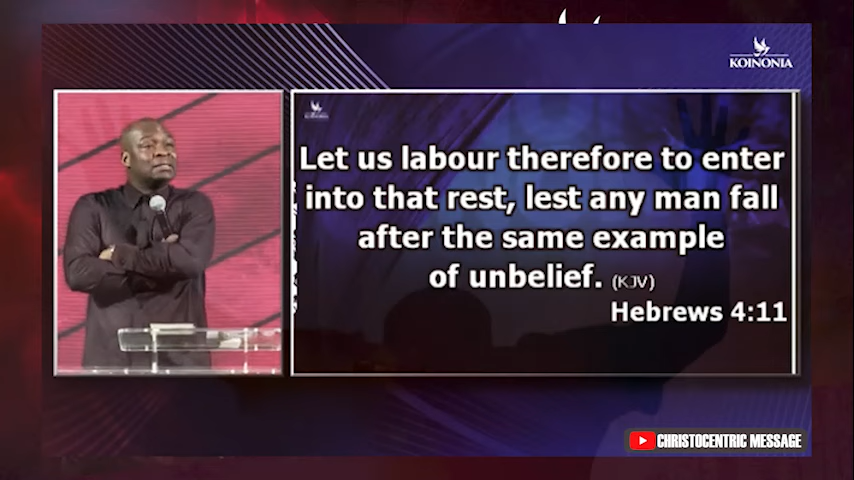 KOINONIA
KOINONIA
Let us labour therefore to enter
into that rest, lest any man fall
after the same example
of unbelief. (KJV)
Hebrews 4:11
CHRISTOCENTRIC MESSAGE